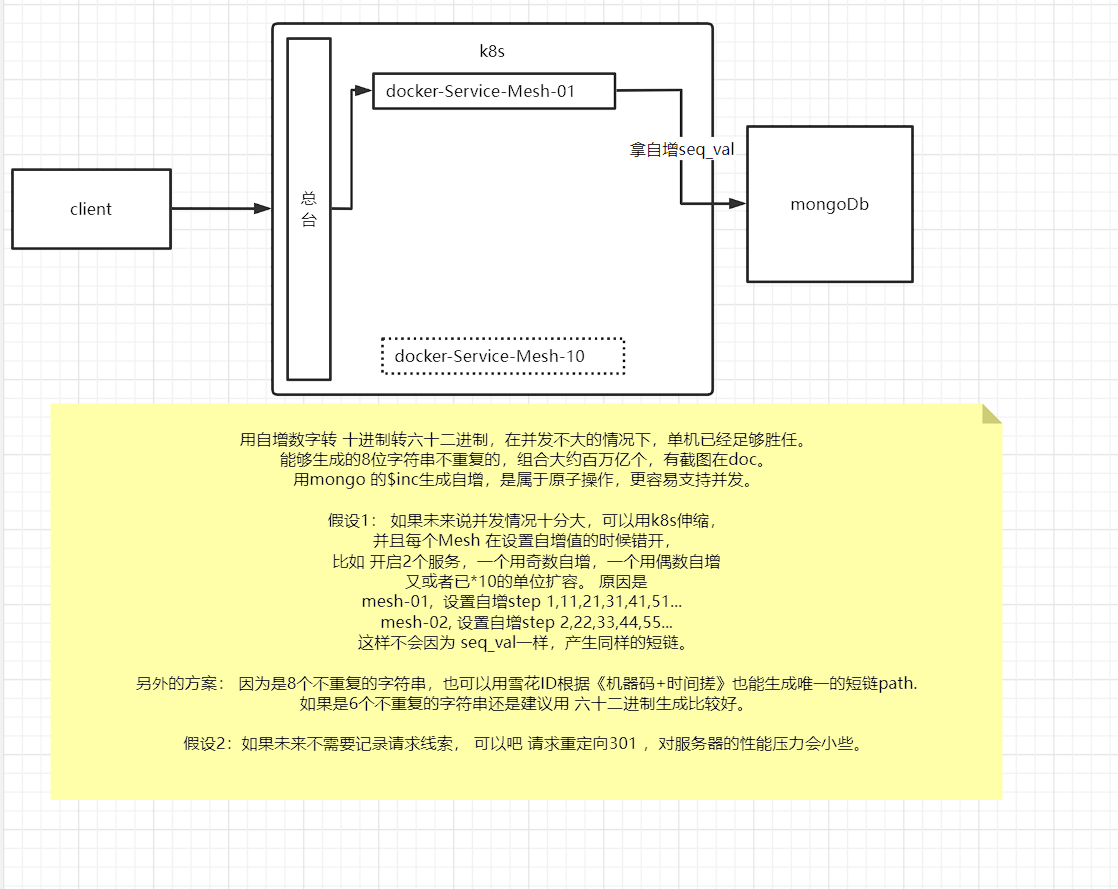 k8s
docker-Service-Mesh-01
拿自增seq_val
client
总
台
mongoDb
docker-Service-Mesh-10
用自增数字转 十进制转六十二进制，在并发不大的情况下，单机已经足够胜任。
能够生成的8位字符串不重复的，组合大约百万亿个，有截图在doc。
用mongo 的$inc生成自增，是属于原子操作，更容易支持并发。
假设1： 如果未来说并发情况十分大，可以用k8s伸缩，
并且每个Mesh 在设置自增值的时候错开，
比如 开启2个服务，一个用奇数自增，一个用偶数自增
又或者已*10的单位扩容。 原因是
mesh-01, 设置自增step 1,11,21,31,41,51...
mesh-02, 设置自增step 2,22,33,44,55...
这样不会因为 seq_val一样，产生同样的短链。
另外的方案： 因为是8个不重复的字符串，也可以用雪花ID根据《机器码+时间搓》也能生成唯一的短链path.
如果是6个不重复的字符串还是建议用 六十二进制生成比较好。
假设2：如果未来不需要记录请求线索， 可以吧 请求重定向301 ，对服务器的性能压力会小些。